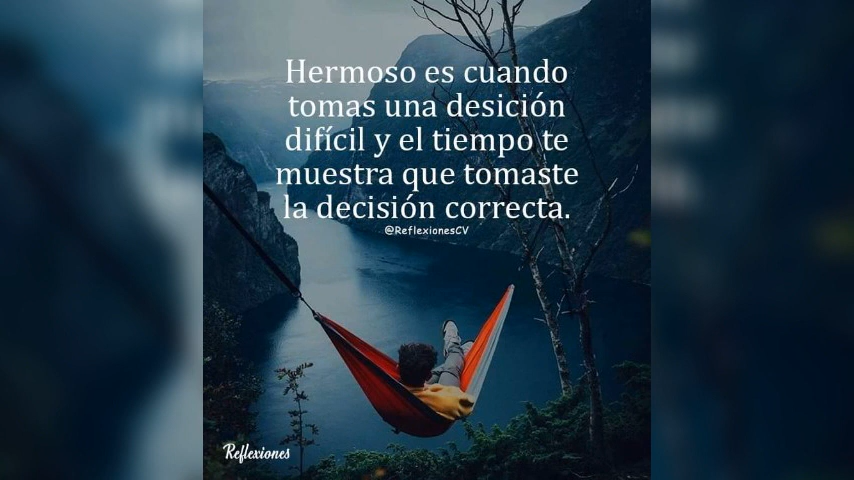 Hermoso es cuando
tomas una desición
difícil y el tiempo te
muestra que tomaste
la decisión correcta.
@ReflexionesCV
Reflexiones